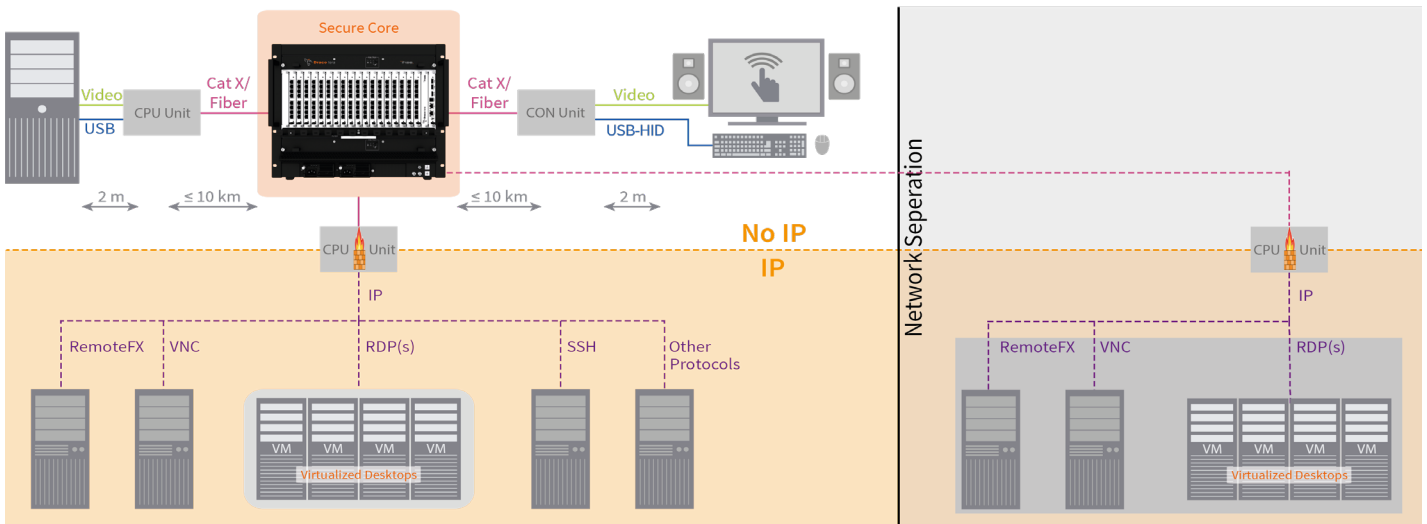 Secure Core
Video
USB
CPU Unit
Cat X/
Fiber
Cat X/
Fiber
CON Unit
Video
USB-HID
2 m
≤ 10 km
≤ 10 km
2 m
Network Seperation
CPU Unit
No IP
IP
CPU Unit
IP
RemoteFX
VNC
RDP(s)
SSH
Other
Protocols
VM VM VM VM
Virtualized Desktops
IP
RemoteFX
VNC
RDP(s)
VM VM VM VM
Virtualized Desktops